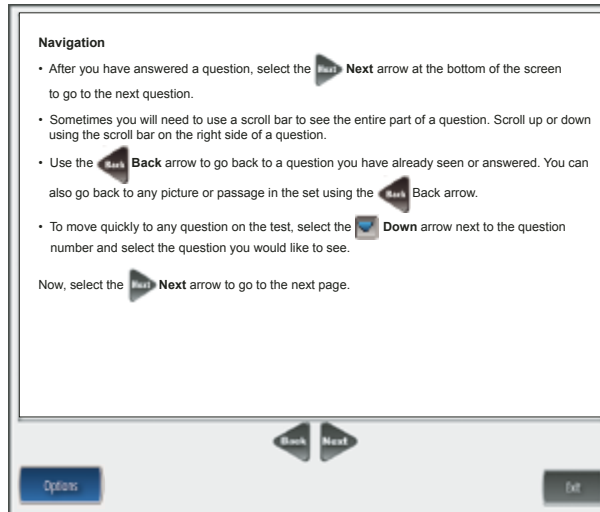 Navigation
• After you have answered a question, select the Next Next arrow at the bottom of the screen
to go to the next question.
• Sometimes you will need to use a scroll bar to see the entire part of a question. Scroll up or down
using the scroll bar on the right side of a question.
• Use the Back Back arrow to go back to a question you have already seen or answered. You can
also go back to any picture or passage in the set using the Back Back arrow.
• To move quickly to any question on the test, select the Down arrow next to the question
number and select the question you would like to see.
Now, select the Next Next arrow to go to the next page.
Back Next
Options Exit